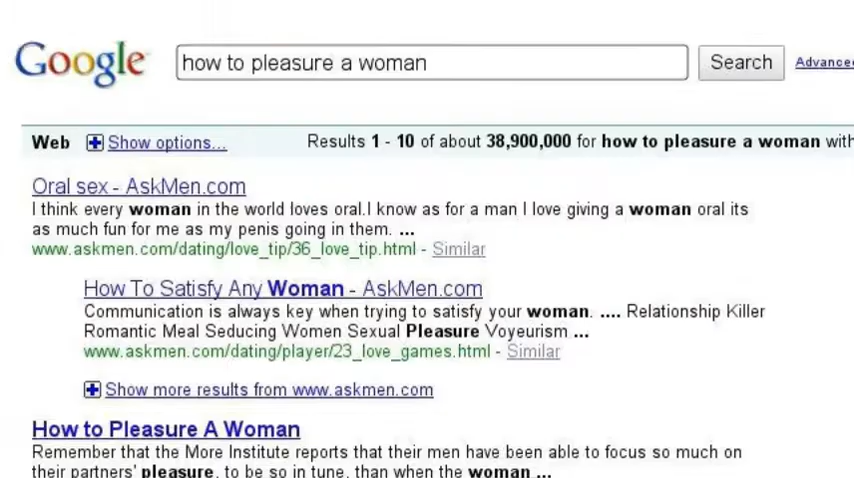 Google how to pleasure a woman Search Advanced
Web Show options... Results 1 - 10 of about 38,900,000 for how to pleasure a woman with
Oral sex - AskMen.com
I think every woman in the world loves oral.I know as for a man I love giving a woman oral its
as much fun for me as my penis going in them. ...
www.askmen.com/dating/love_tip/36_love_tip.html - Similar
How To Satisfy Any Woman - AskMen.com
Communication is always key when trying to satisfy your woman. .... Relationship Killer
Romantic Meal Seducing Women Sexual Pleasure Voyeurism ...
www.askmen.com/dating/player/23_love_games.html - Similar
Show more results from www.askmen.com
How to Pleasure A Woman
Remember that the More Institute reports that their men have been able to focus so much on
their partners' pleasure, to be so in tune, than when the woman ...